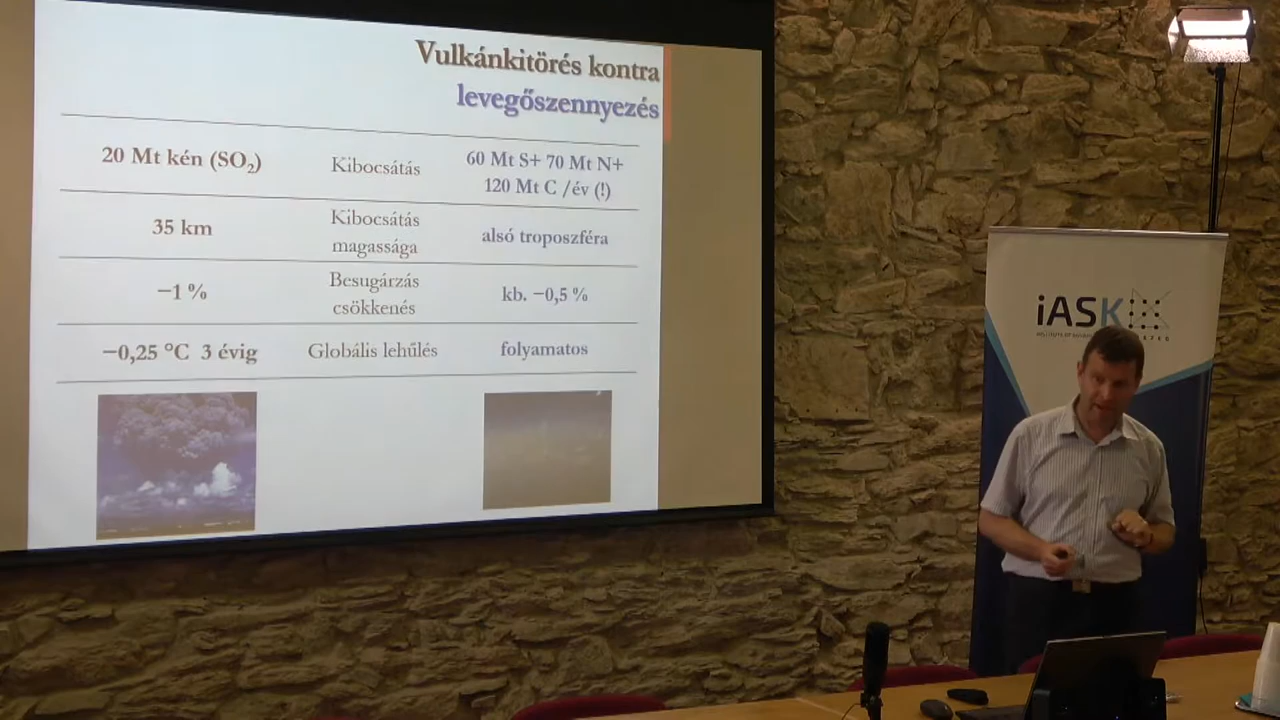 Vulkánkitörés kontra
levegőszennyezés
20 Mt kén (SO₂)
Kibocsátás
60 Mt S+ 70 Mt N+
120 Mt C /év (!)
35 km
Kibocsátás
magassága
alsó troposzféra
−1 %
Besugárzás
csökkenés
kb. −0,5 %
−0,25 °C 3 évig
Globális lehűlés
folyamatos
iASK